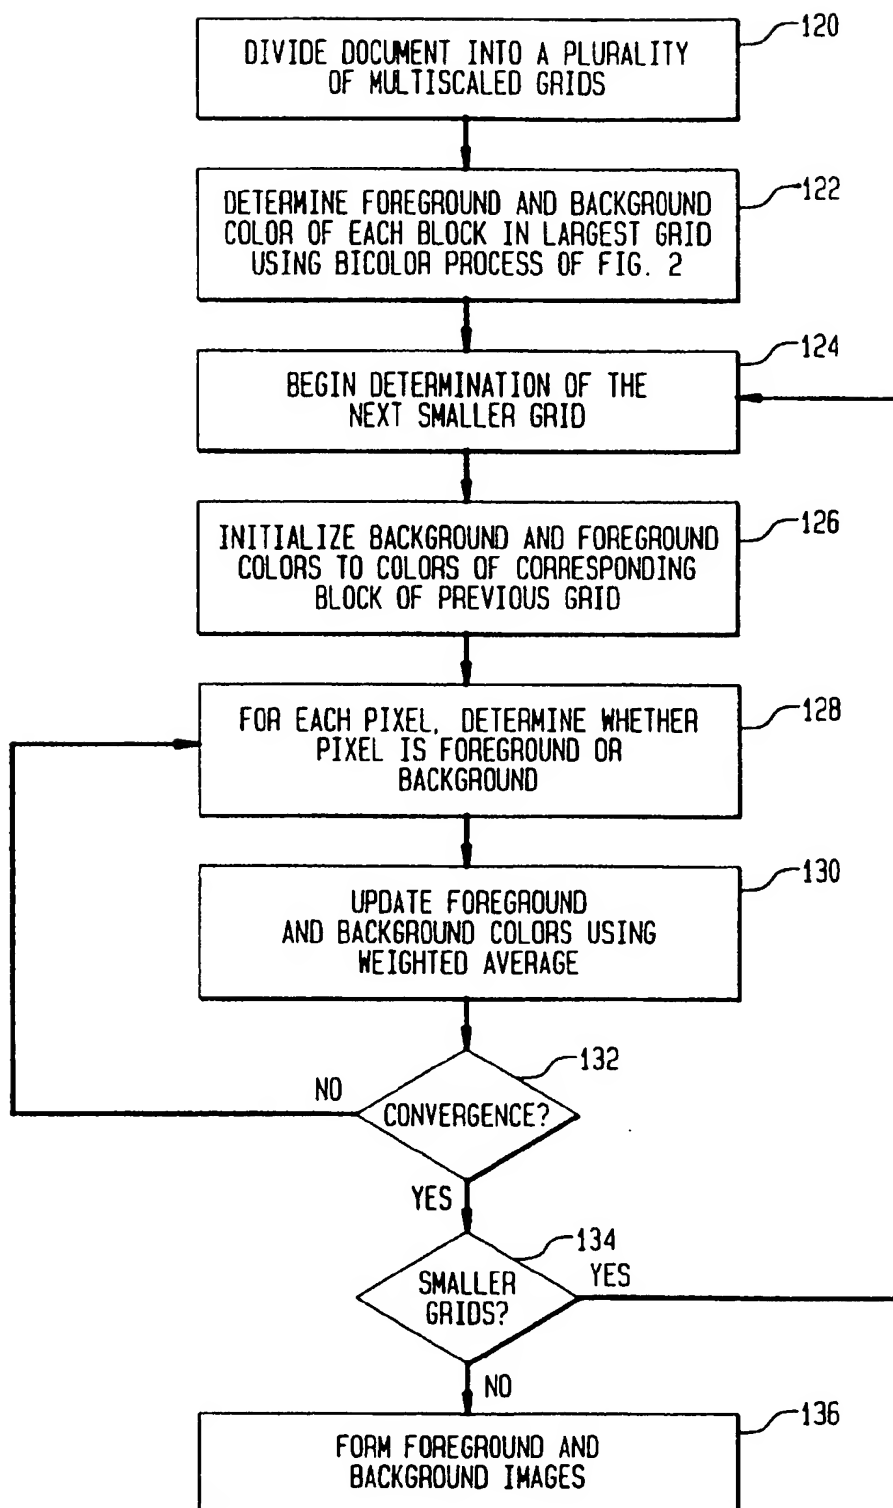 120
DIVIDE DOCUMENT INTO A PLURALITY
OF MULTISCALED GRIDS
122
DETERMINE FOREGROUND AND BACKGROUND
COLOR OF EACH BLOCK IN LARGEST GRID
USING BICOLOR PROCESS OF FIG. 2
124
BEGIN DETERMINATION OF THE
NEXT SMALLER GRID
126
INITIALIZE BACKGROUND AND FOREGROUND
COLORS TO COLORS OF CORRESPONDING
BLOCK OF PREVIOUS GRID
128
FOR EACH PIXEL, DETERMINE WHETHER
PIXEL IS FOREGROUND OR
BACKGROUND
130
UPDATE FOREGROUND
AND BACKGROUND COLORS USING
WEIGHTED AVERAGE
132
NO
CONVERGENCE?
YES
134
YES
SMALLER
GRIDS?
NO
136
FORM FOREGROUND AND
BACKGROUND IMAGES